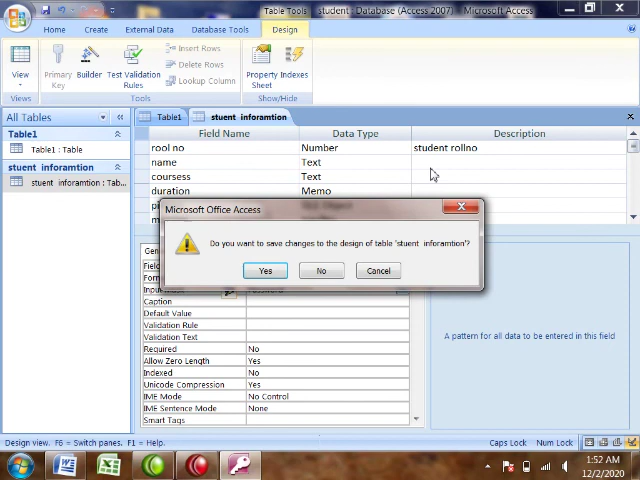 Table Tools student : Database (Access 2007) - Microsoft Access
Home Create External Data Database Tools Design
View
Primary Key
Builder
Test Validation Rules
Insert Rows
Delete Rows
Lookup Column
Property Sheet
Indexes
Views Tools Show/Hide
All Tables
Table1
Table1 : Table
stuent inforamtion
stuent inforamtion : Tab...
Table1 stuent inforamtion
Field Name Data Type Description
rool no Number student rollno
name Text
coursess Text
duration Memo
Microsoft Office Access
Do you want to save changes to the design of table 'stuent inforamtion'?
Yes No Cancel
Caption
Default Value
Validation Rule
Validation Text
Required No
Allow Zero Length Yes
Indexed No
Unicode Compression Yes
IME Mode No Control
IME Sentence Mode None
Smart Tags
A pattern for all data to be entered in this field
Design view. F6 = Switch panes. F1 = Help. Caps Lock Num Lock
1:52 AM
12/2/2020